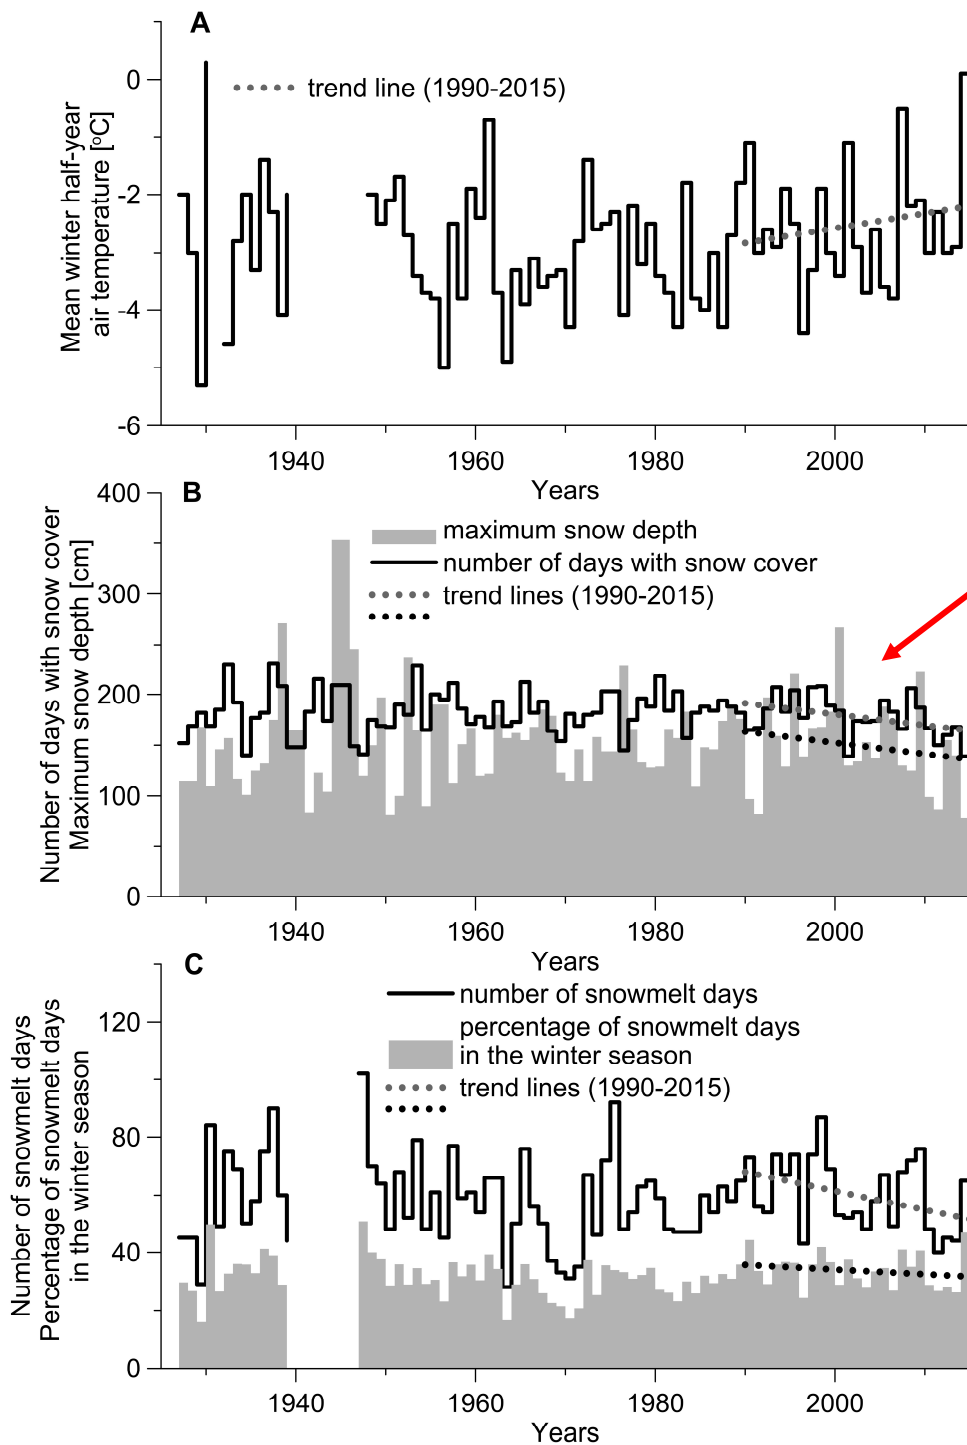 A
trend line (1990-2015)
Mean winter half-year
air temperature [°C]
0
-2
-4
-6
1940 1960 1980 2000
Years
B
maximum snow depth
number of days with snow cover
trend lines (1990-2015)
Number of days with snow cover
Maximum snow depth [cm]
400
300
200
100
0
1940 1960 1980 2000
Years
C
number of snowmelt days
percentage of snowmelt days
in the winter season
trend lines (1990-2015)
Number of snowmelt days
Percentage of snowmelt days
in the winter season
120
80
40
0
1940 1960 1980 2000
Years